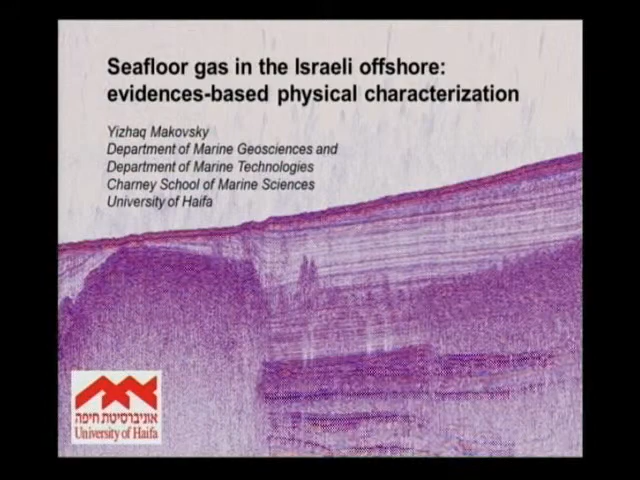 Seafloor gas in the Israeli offshore:
evidences-based physical characterization
Yizhaq Makovsky
Department of Marine Geosciences and
Department of Marine Technologies
Charney School of Marine Sciences
University of Haifa
אוניברסיטת חיפה
University of Haifa